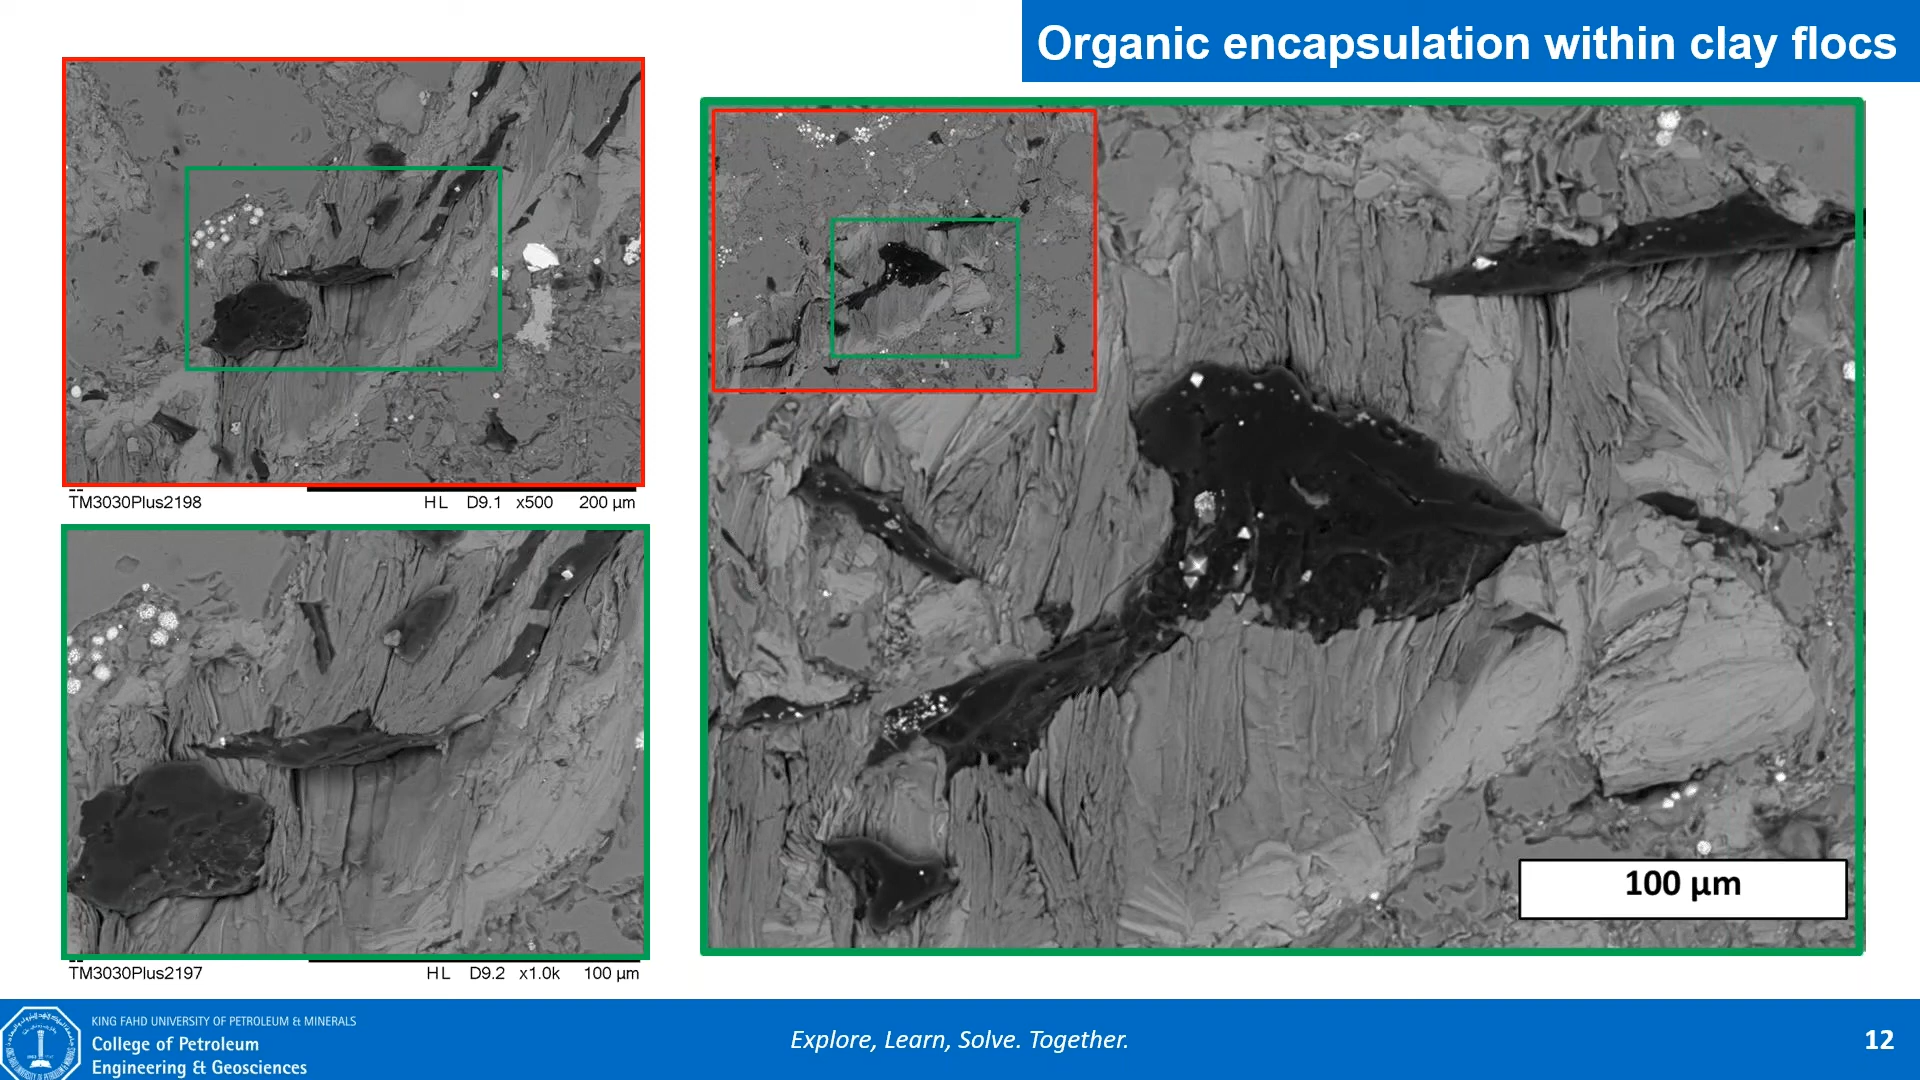 Organic encapsulation within clay flocs
TM3030Plus2198 HL D9.1 x500 200 µm
TM3030Plus2197 HL D9.2 x1.0k 100 µm
100 µm
KING FAHD UNIVERSITY OF PETROLEUM & MINERALS
College of Petroleum
Engineering & Geosciences
Explore, Learn, Solve. Together.
12